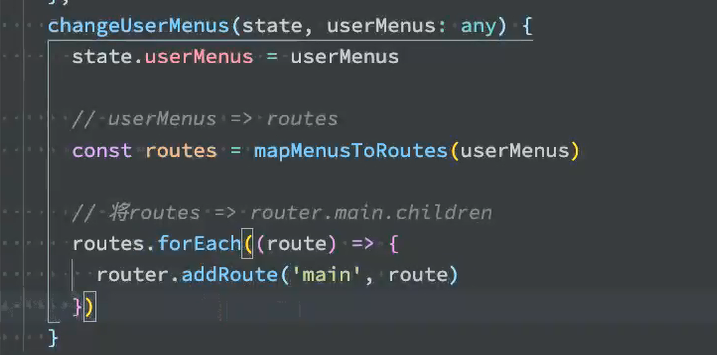 changeUserMenus(state, userMenus: any) {
state.userMenus = userMenus
// userMenus => routes
const routes = mapMenusToRoutes(userMenus)
// 将routes => router.main.children
routes.forEach((route) => {
router.addRoute('main', route)
})
}